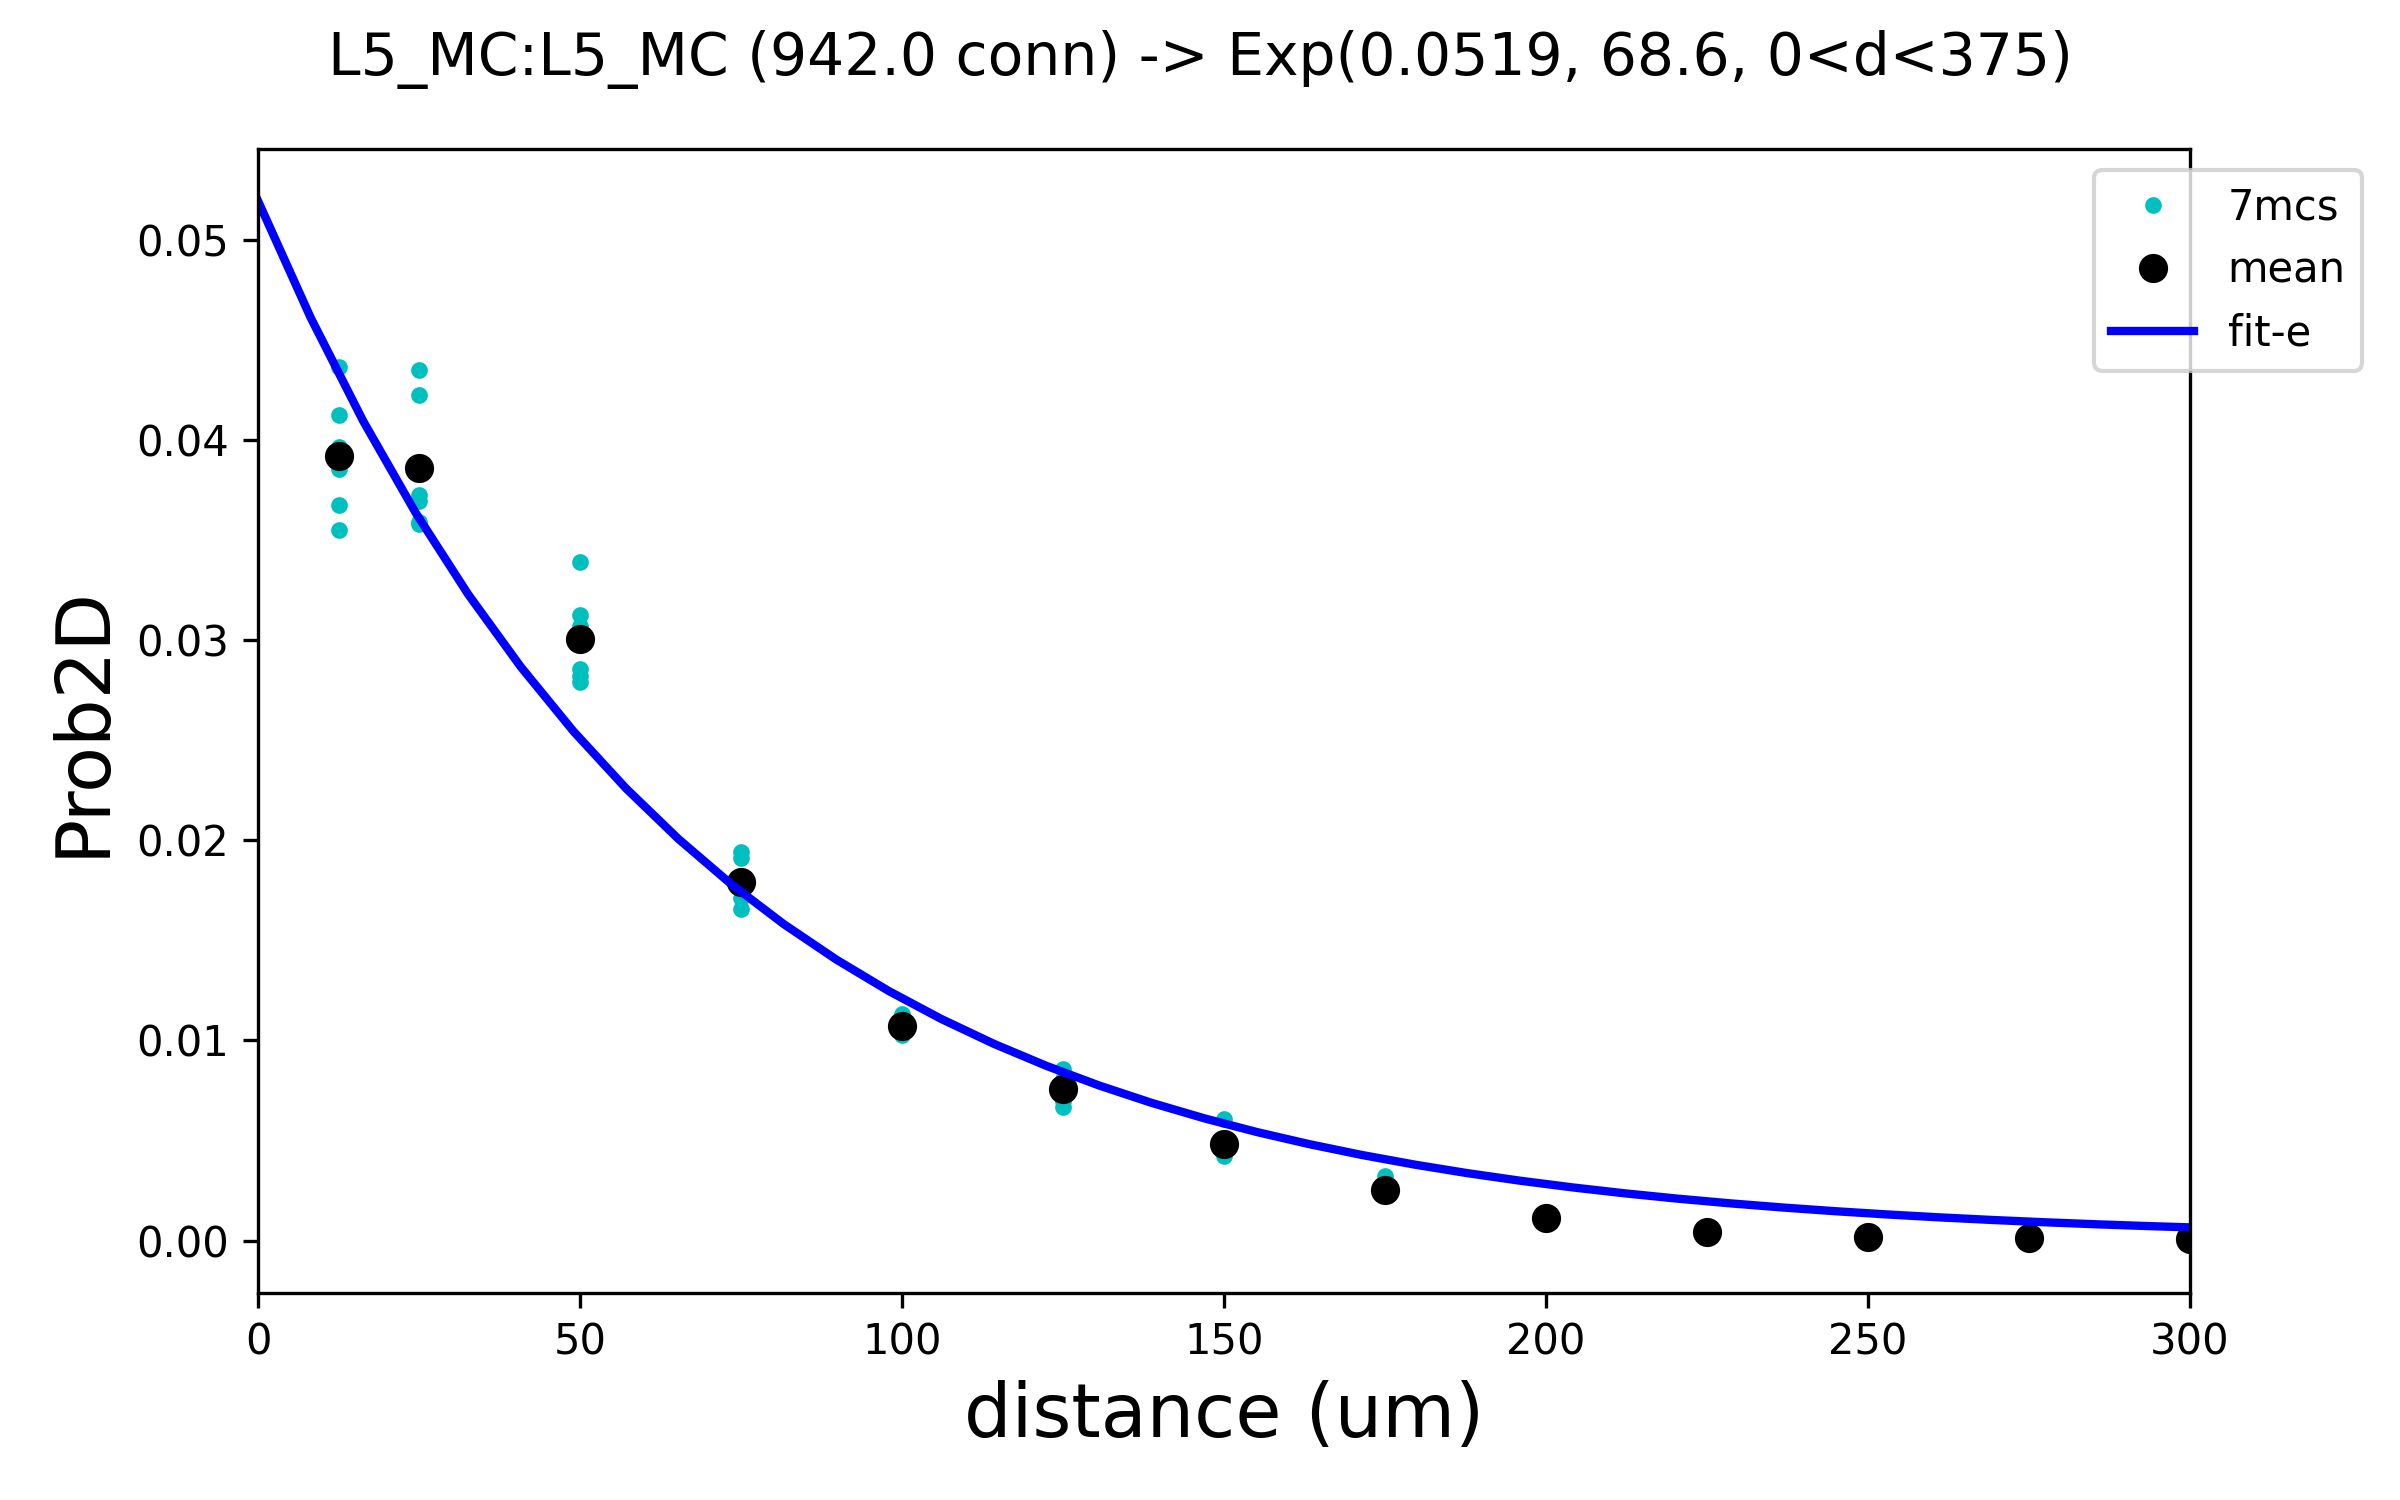 L5_MC:L5_MC (942.0 conn) -> Exp(0.0519, 68.6, 0<d<375)
7mcs
mean
fit-e
Prob2D
0.05
0.04
0.03
0.02
0.01
0.00
0 50 100 150 200 250 300
distance (um)